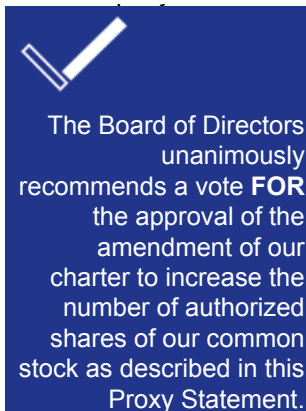 The Board of Directors
unanimously
recommends a vote FOR
the approval of the
amendment of our
charter to increase the
number of authorized
shares of our common
stock as described in this
Proxy Statement.